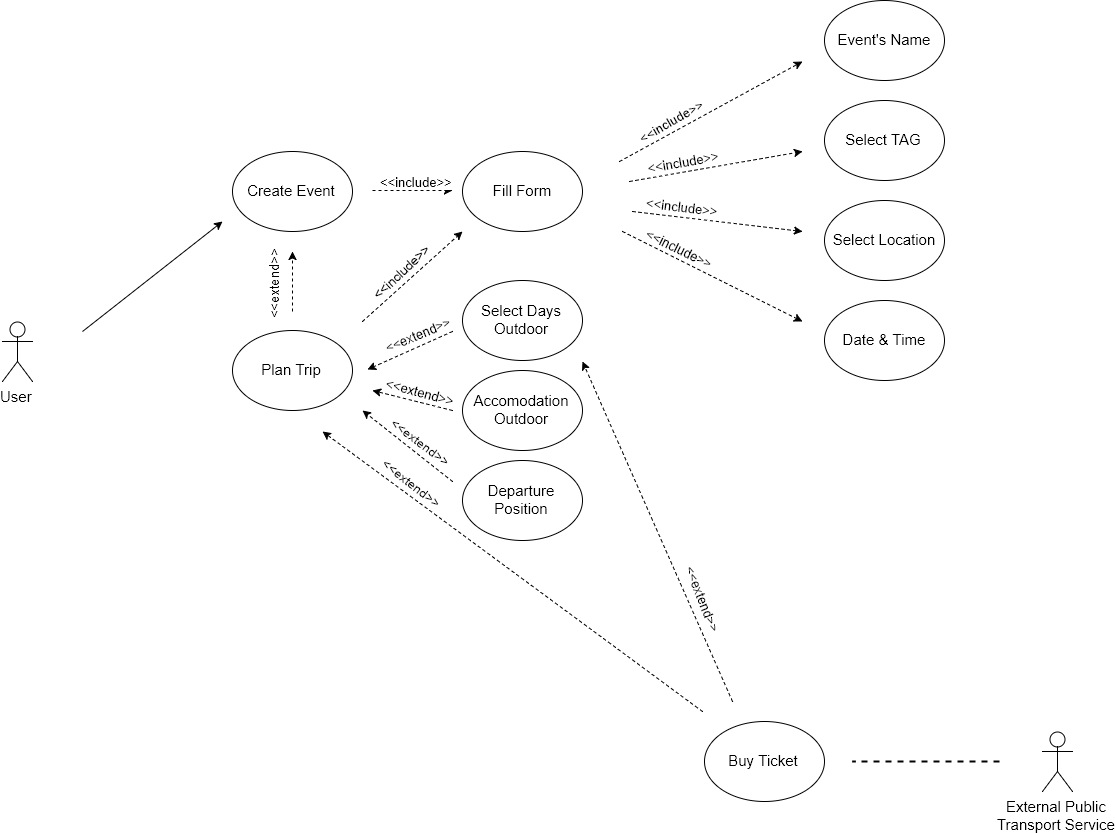 Event's Name
<<include>>
Select TAG
<<include>>
Create Event
<<include>>
Fill Form
<<include>>
Select Location
<<include>>
<<extend>>
<<include>>
Select Days
Outdoor
<<extend>>
Date & Time
User
Plan Trip
<<extend>>
Accomodation
Outdoor
<<extend>>
Departure
Position
<<extend>>
<<extend>>
Buy Ticket
External Public
Transport Service